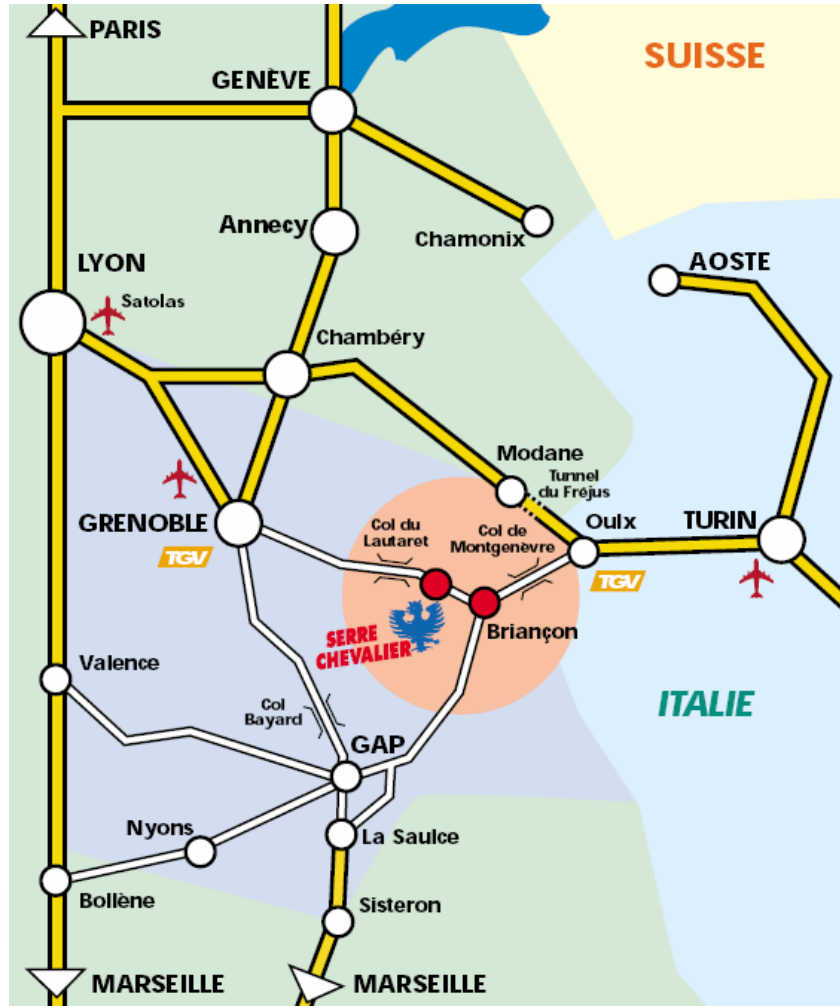 PARIS
SUISSE
GENÈVE
Annecy
Chamonix
LYON
Satolas
AOSTE
Chambéry
Modane
Tunnel
du Fréjus
GRENOBLE
TGV
Col du
Lautaret
Col de
Montgenèvre
Oulx
TURIN
TGV
SERRE
CHEVALIER
Briançon
Valence
Col
Bayard
GAP
ITALIE
Nyons
La Saulce
Bollène
Sisteron
MARSEILLE
MARSEILLE